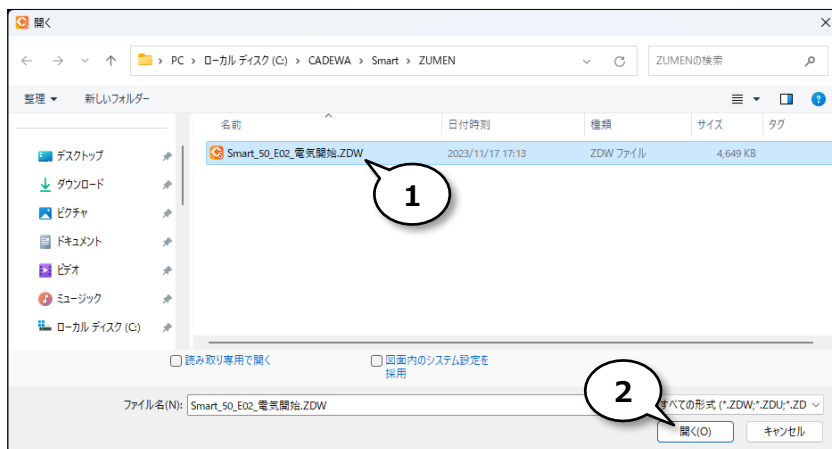 開く
PC › ローカル ディスク (C:) › CADEWA › Smart › ZUMEN
ZUMENの検索
整理
新しいフォルダー
名前 日付時刻 種類 サイズ タグ
デスクトップ
ダウンロード
ピクチャ
ドキュメント
ビデオ
ミュージック
ローカル ディスク (C:)
Smart_50_E02_電気開始.ZDW 2023/11/17 17:13 ZDW ファイル 4,649 KB
1
読み取り専用で開く
図面内のシステム設定を
採用
2
ファイル名(N): Smart_50_E02_電気開始.ZDW
すべての形式 (*.ZDW;*.ZDU;*.ZD
開く(O) キャンセル